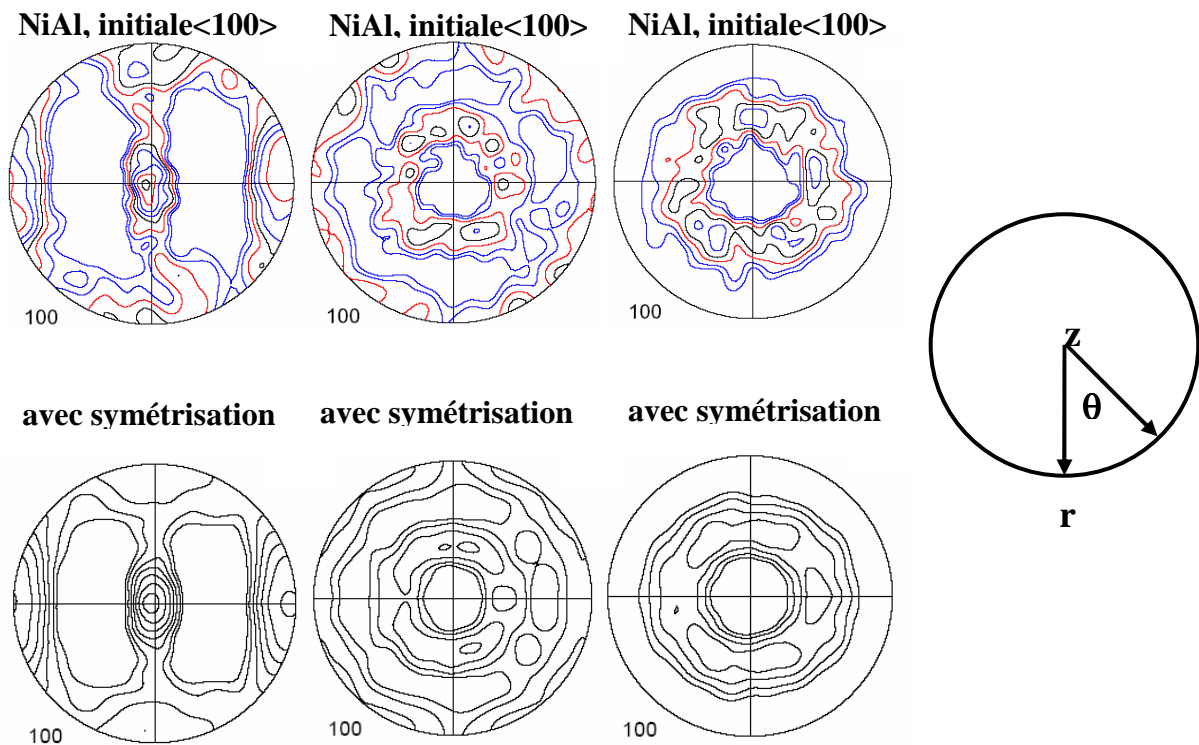 NiAl, initiale<100>
NiAl, initiale<100>
NiAl, initiale<100>
100
100
100
z
θ
r
avec symétrisation
avec symétrisation
avec symétrisation
100
100
100